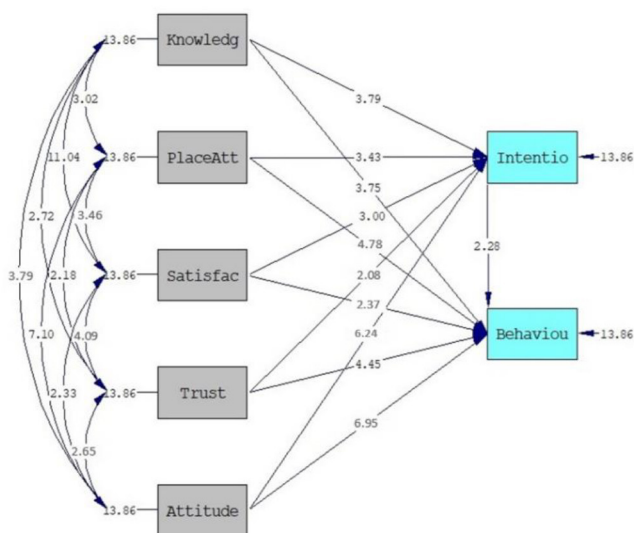 13.86 Knowledg
3.02
3.79
11.04 13.86 PlaceAtt
3.43
Intentio 13.86
3.75
2.72
3.46
3.00
4.78
2.28
3.79
2.18
13.86 Satisfac
2.08
2.37
7.10
4.09
6.24
Behaviou 13.86
4.45
2.33
13.86 Trust
6.95
2.65
13.86 Attitude